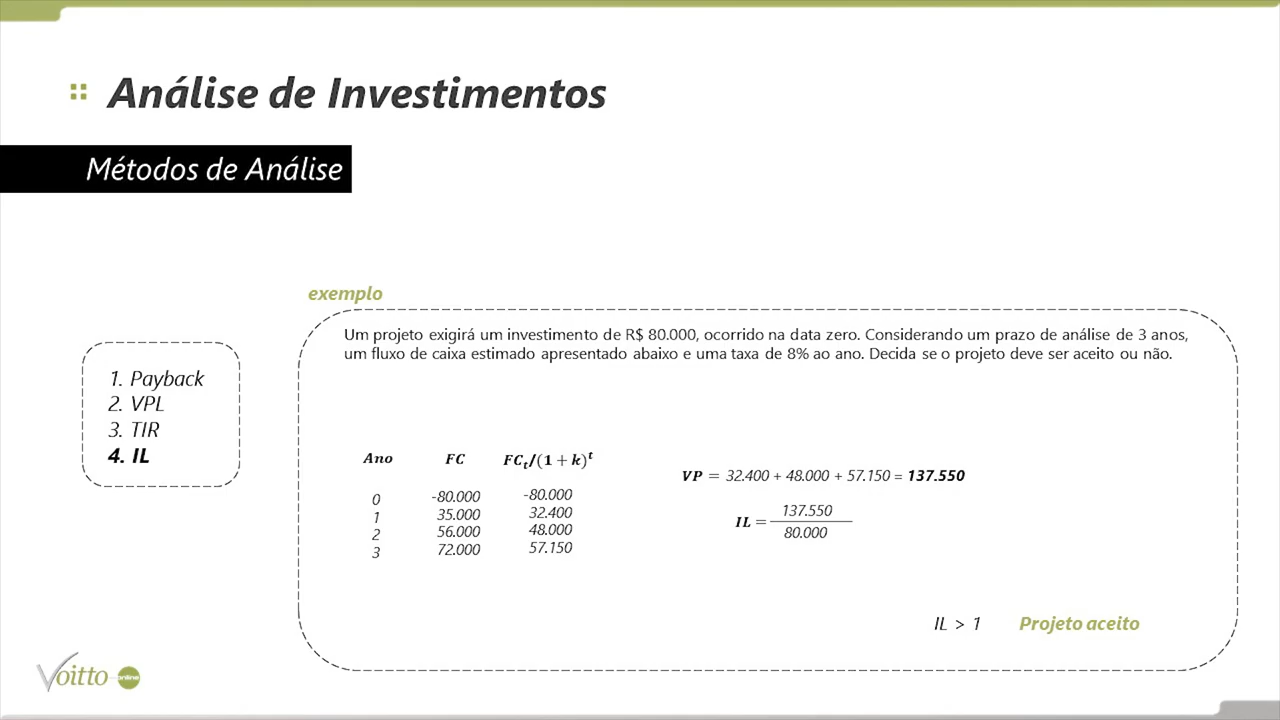 Análise de Investimentos
Métodos de Análise
exemplo
Um projeto exigirá um investimento de R$ 80.000, ocorrido na data zero. Considerando um prazo de análise de 3 anos,
um fluxo de caixa estimado apresentado abaixo e uma taxa de 8% ao ano. Decida se o projeto deve ser aceito ou não.
1. Payback
2. VPL
3. TIR
4. IL
Ano FC FCₜ/(1 + k)ᵗ
0 -80.000 -80.000
1 35.000 32.400
2 56.000 48.000
3 72.000 57.150
VP = 32.400 + 48.000 + 57.150 = 137.550
IL = 137.550
80.000
IL > 1 Projeto aceito
Voitto online